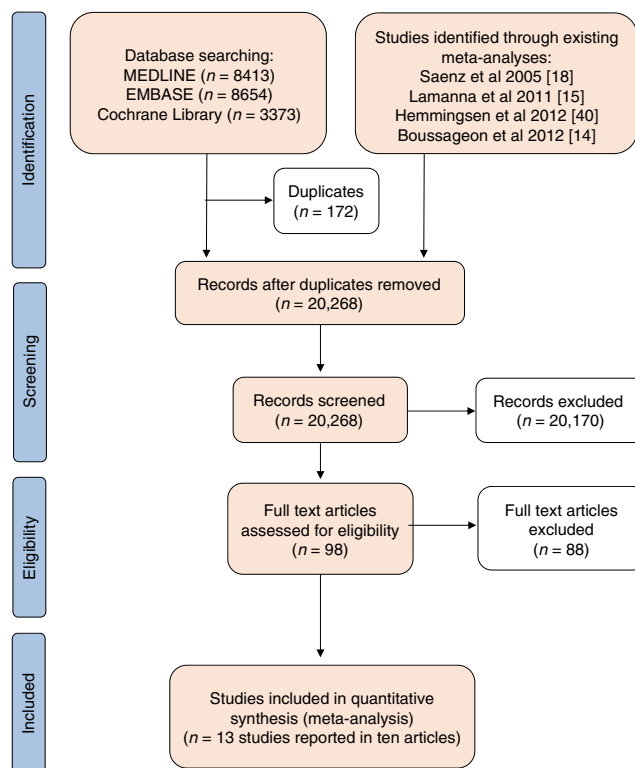 Identification
Database searching:
MEDLINE (n = 8413)
EMBASE (n = 8654)
Cochrane Library (n = 3373)
Studies identified through existing
meta-analyses:
Saenz et al 2005 [18]
Lamanna et al 2011 [15]
Hemmingsen et al 2012 [40]
Boussageon et al 2012 [14]
Duplicates
(n = 172)
Records after duplicates removed
(n = 20,268)
Screening
Records screened
(n = 20,268)
Records excluded
(n = 20,170)
Eligibility
Full text articles
assessed for eligibility
(n = 98)
Full text articles
excluded
(n = 88)
Included
Studies included in quantitative
synthesis (meta-analysis)
(n = 13 studies reported in ten articles)